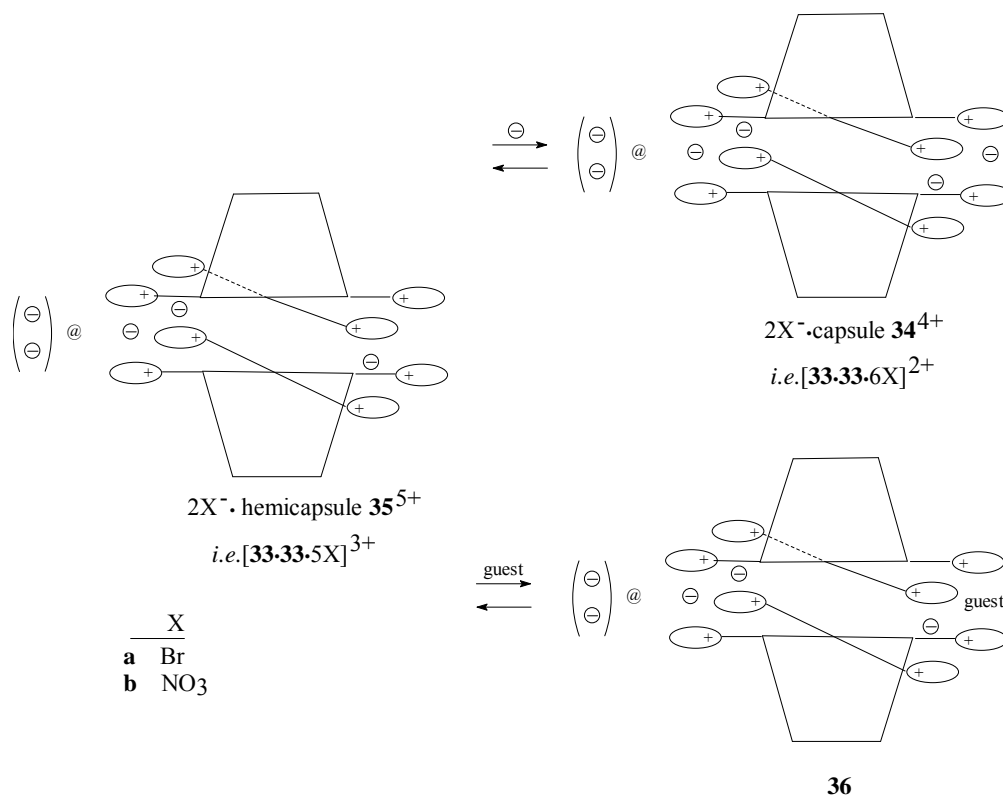 @
2X⁻· hemicapsule 35⁵⁺
i.e.[33·33·5X]³⁺
X
a Br
b NO₃
⊖
@
2X⁻·capsule 34⁴⁺
i.e.[33·33·6X]²⁺
guest
@
guest
36